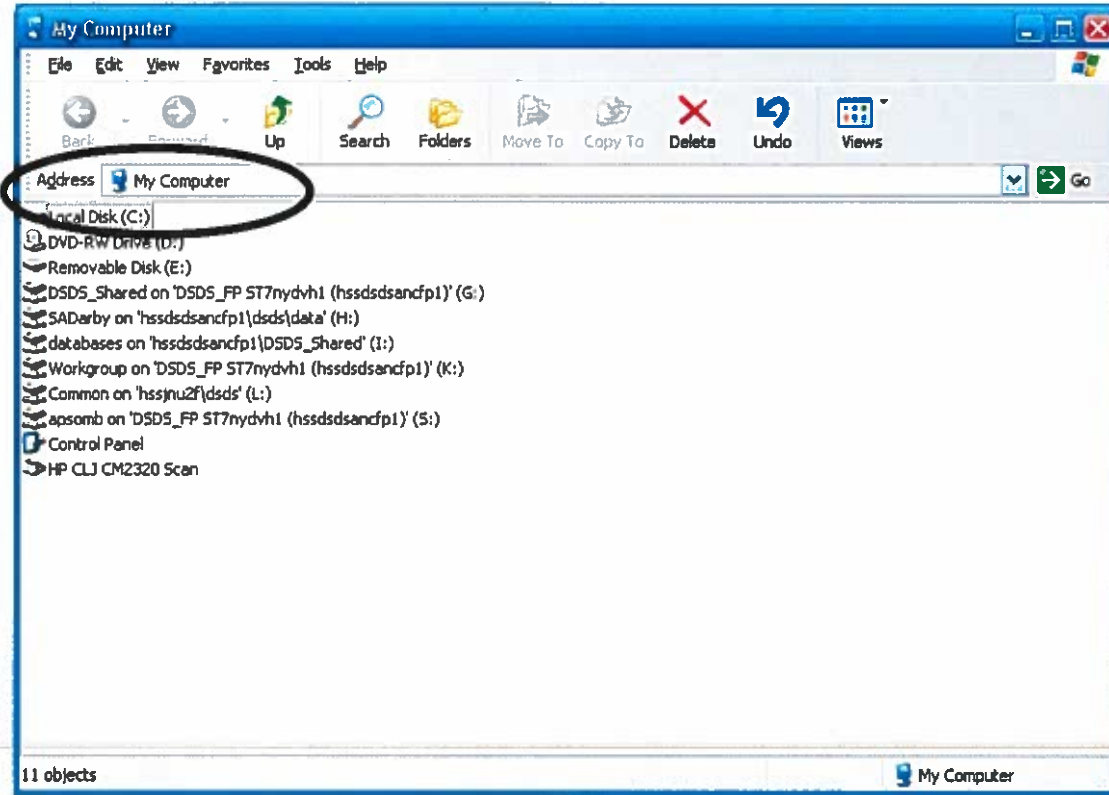 My Computer
File Edit View Favorites Tools Help
Back Forward Up Search Folders Move To Copy To Delete Undo Views
Address My Computer Go
Local Disk (C:)
DVD-RW Drive (D:)
Removable Disk (E:)
DSDS_Shared on 'DSDS_FP ST7nydvh1 (hssdsdsancfp1)' (G:)
SADarby on 'hssdsdsancfp1\dsds\data' (H:)
databases on 'hssdsdsancfp1\DSDS_Shared' (I:)
Workgroup on 'DSDS_FP ST7nydvh1 (hssdsdsancfp1)' (K:)
Common on 'hssjnu2f\dsds' (L:)
apsomb on 'DSDS_FP ST7nydvh1 (hssdsdsancfp1)' (S:)
Control Panel
HP CLJ CM2320 Scan
11 objects My Computer